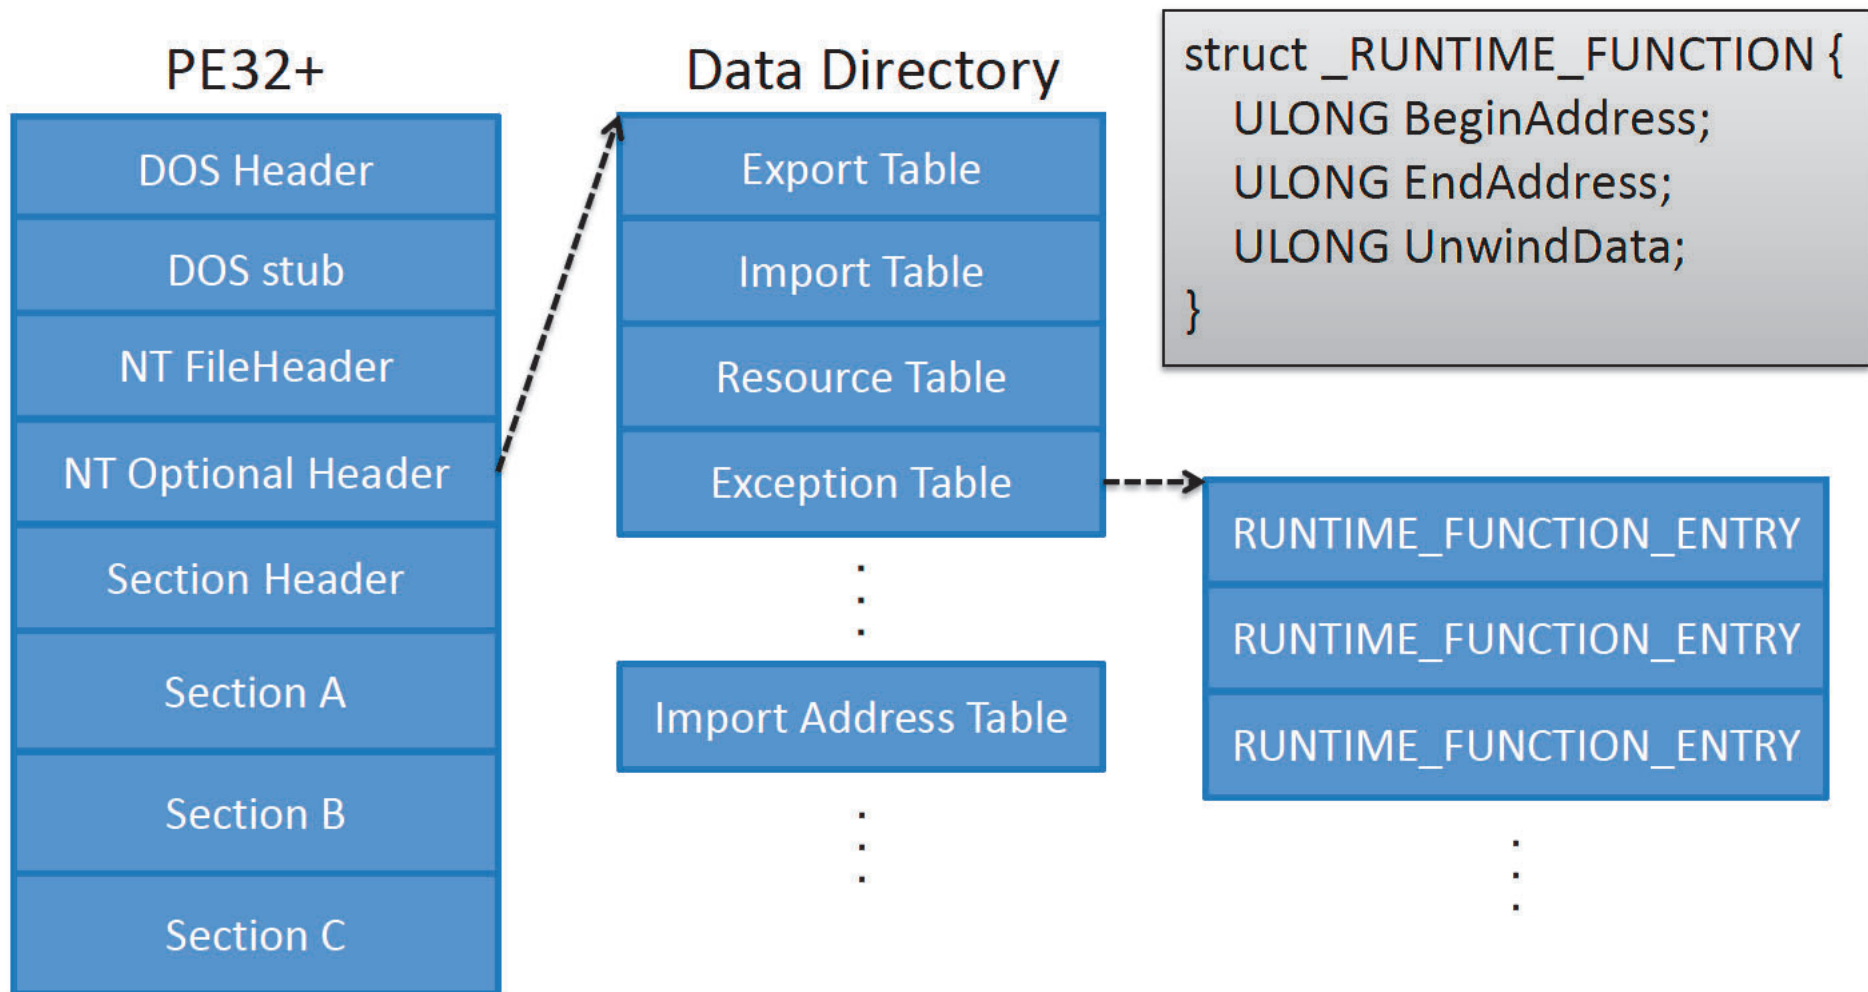 PE32+
DOS Header
DOS stub
NT FileHeader
NT Optional Header
Section Header
Section A
Section B
Section C
Data Directory
Export Table
Import Table
Resource Table
Exception Table
Import Address Table
struct _RUNTIME_FUNCTION {
ULONG BeginAddress;
ULONG EndAddress;
ULONG UnwindData;
}
RUNTIME_FUNCTION_ENTRY
RUNTIME_FUNCTION_ENTRY
RUNTIME_FUNCTION_ENTRY